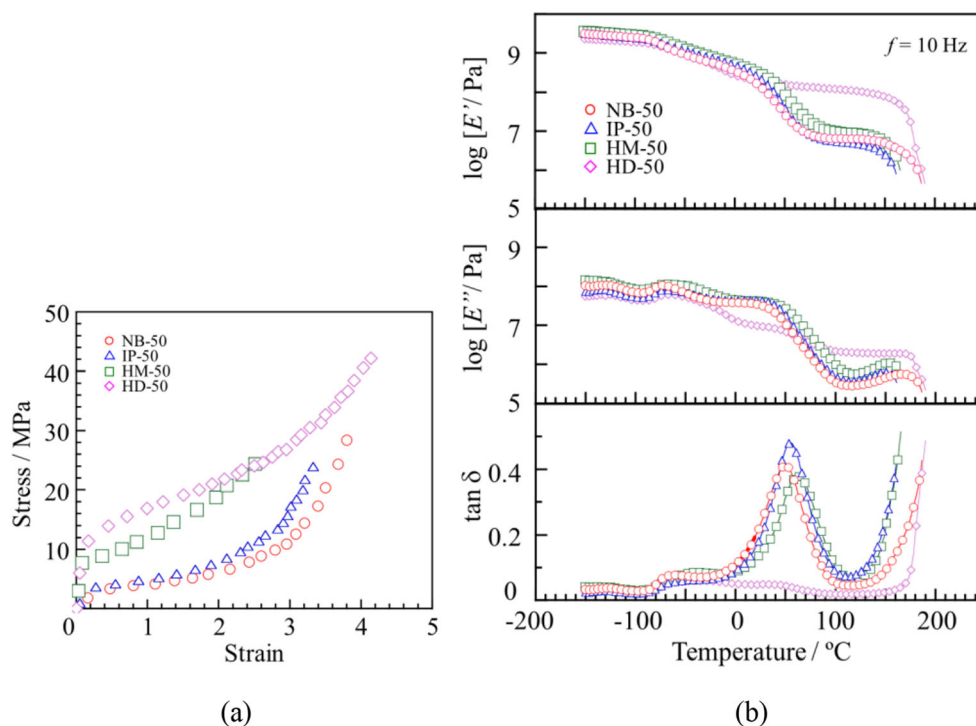 50
40
30
20
10
0
0
1
2
3
4
5
Stress / MPa
Strain
NB-50
IP-50
HM-50
HD-50
(a)
f = 10 Hz
log [E'/ Pa]
9
7
5
NB-50
IP-50
HM-50
HD-50
log [E''/ Pa]
9
7
5
tan δ
0.4
0.2
0
-200
-100
0
100
200
Temperature / ºC
(b)